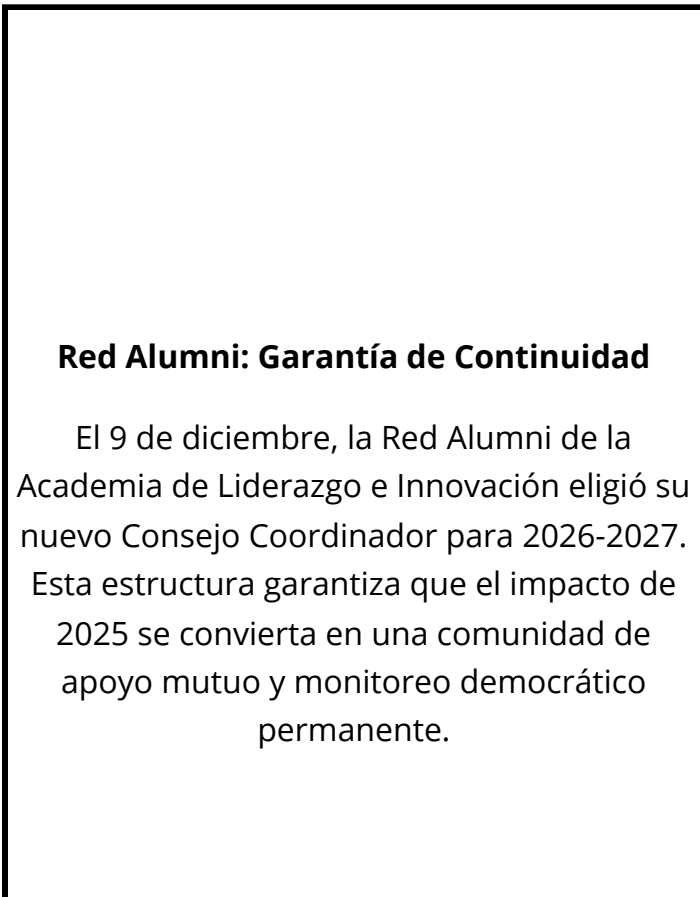 Red Alumni: Garantía de Continuidad
El 9 de diciembre, la Red Alumni de la
Academia de Liderazgo e Innovación eligió su
nuevo Consejo Coordinador para 2026-2027.
Esta estructura garantiza que el impacto de
2025 se convierta en una comunidad de
apoyo mutuo y monitoreo democrático
permanente.